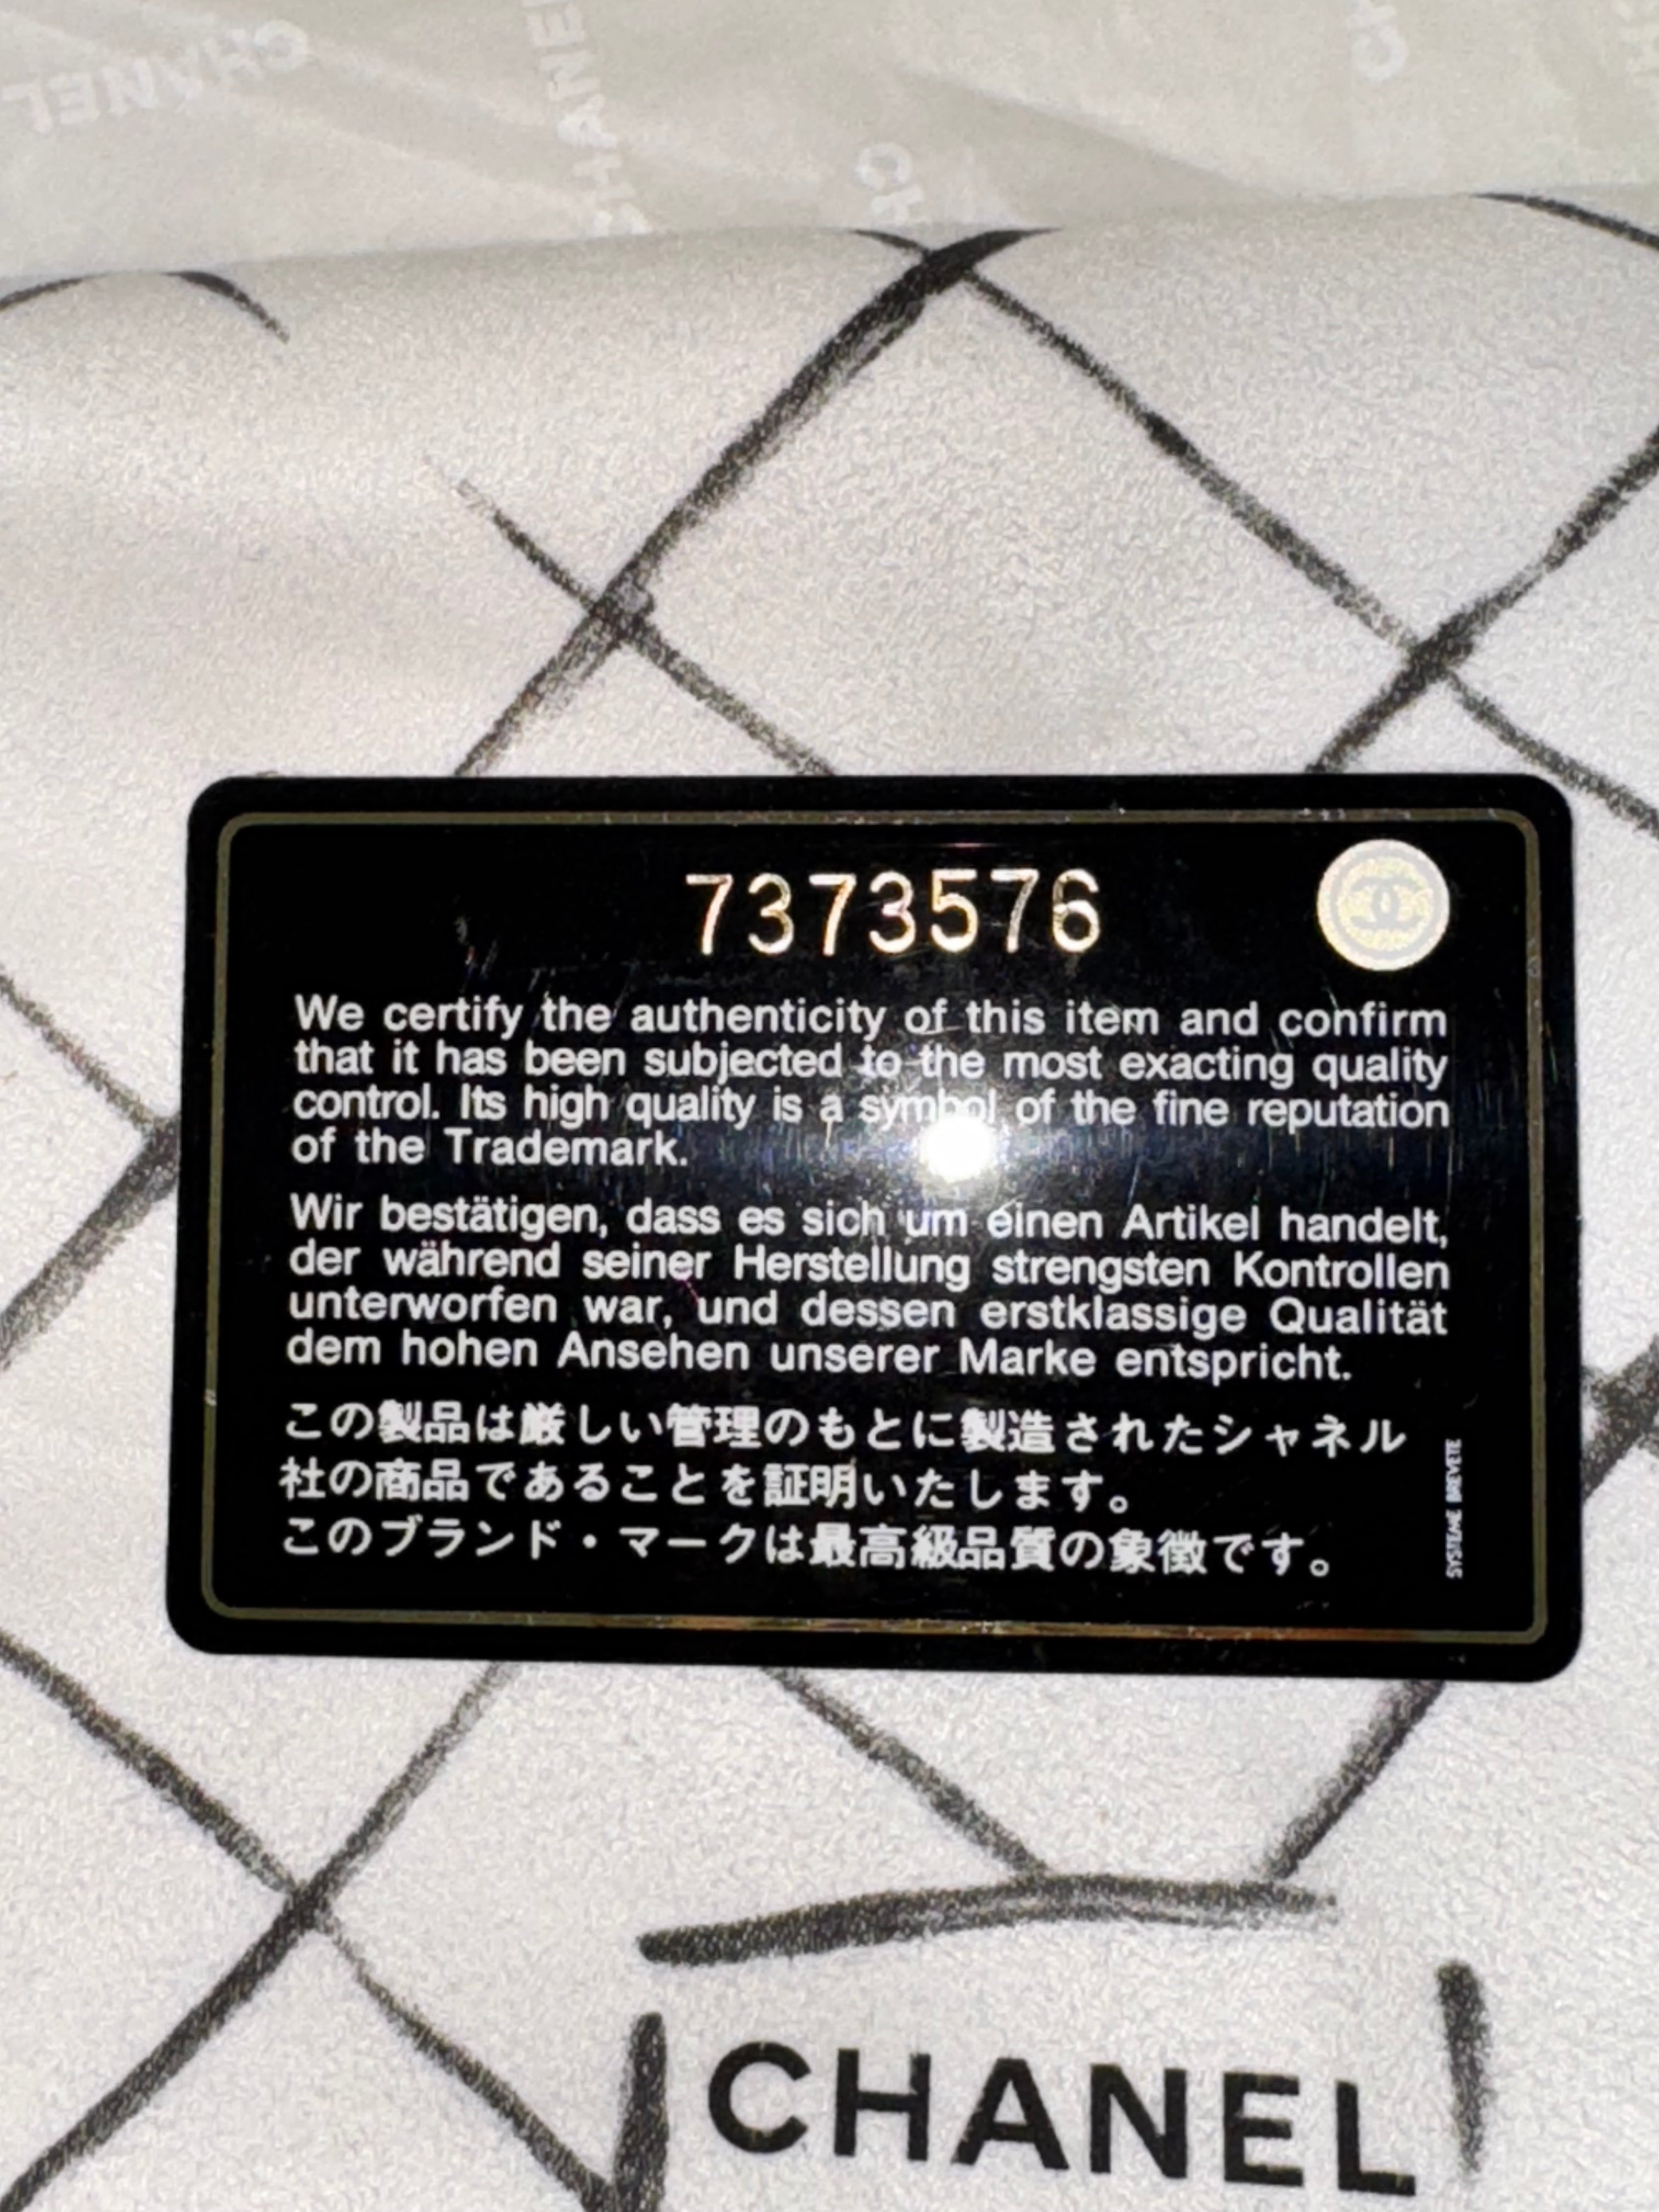 CHANEL
CHANEL
CH
CH
7373576
We certify the authenticity of this item and confirm
that it has been subjected to the most exacting quality
control. Its high quality is a symbol of the fine reputation
of the Trademark.
Wir bestätigen, dass es sich um einen Artikel handelt,
der während seiner Herstellung strengsten Kontrollen
unterworfen war, und dessen erstklassige Qualität
dem hohen Ansehen unserer Marke entspricht.
この製品は厳しい管理のもとに製造されたシャネル
社の商品であることを証明いたします。
このブランド・マークは最高級品質の象徴です。
SYSTEME BREVETE
CHANEL